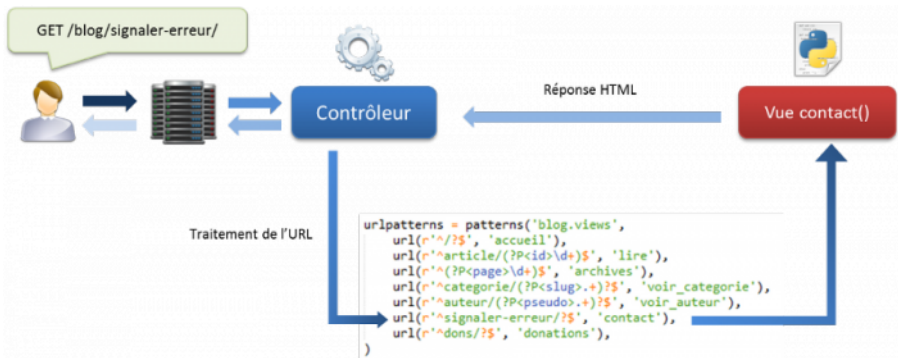 GET /blog/signaler-erreur/
Réponse HTML
Contrôleur
Vue contact()
Traitement de l'URL
urlpatterns = patterns('blog.views',
    url(r'^/?$', 'accueil'),
    url(r'^article/(?P<id>\d+)$', 'lire'),
    url(r'^(?P<page>\d+)$', 'archives'),
    url(r'^categorie/(?P<slug>.+)?$', 'voir_categorie'),
    url(r'^auteur/(?P<pseudo>.+)?$', 'voir_auteur'),
    url(r'^signaler-erreur/?$', 'contact'),
    url(r'^dons/?$', 'donations'),
)